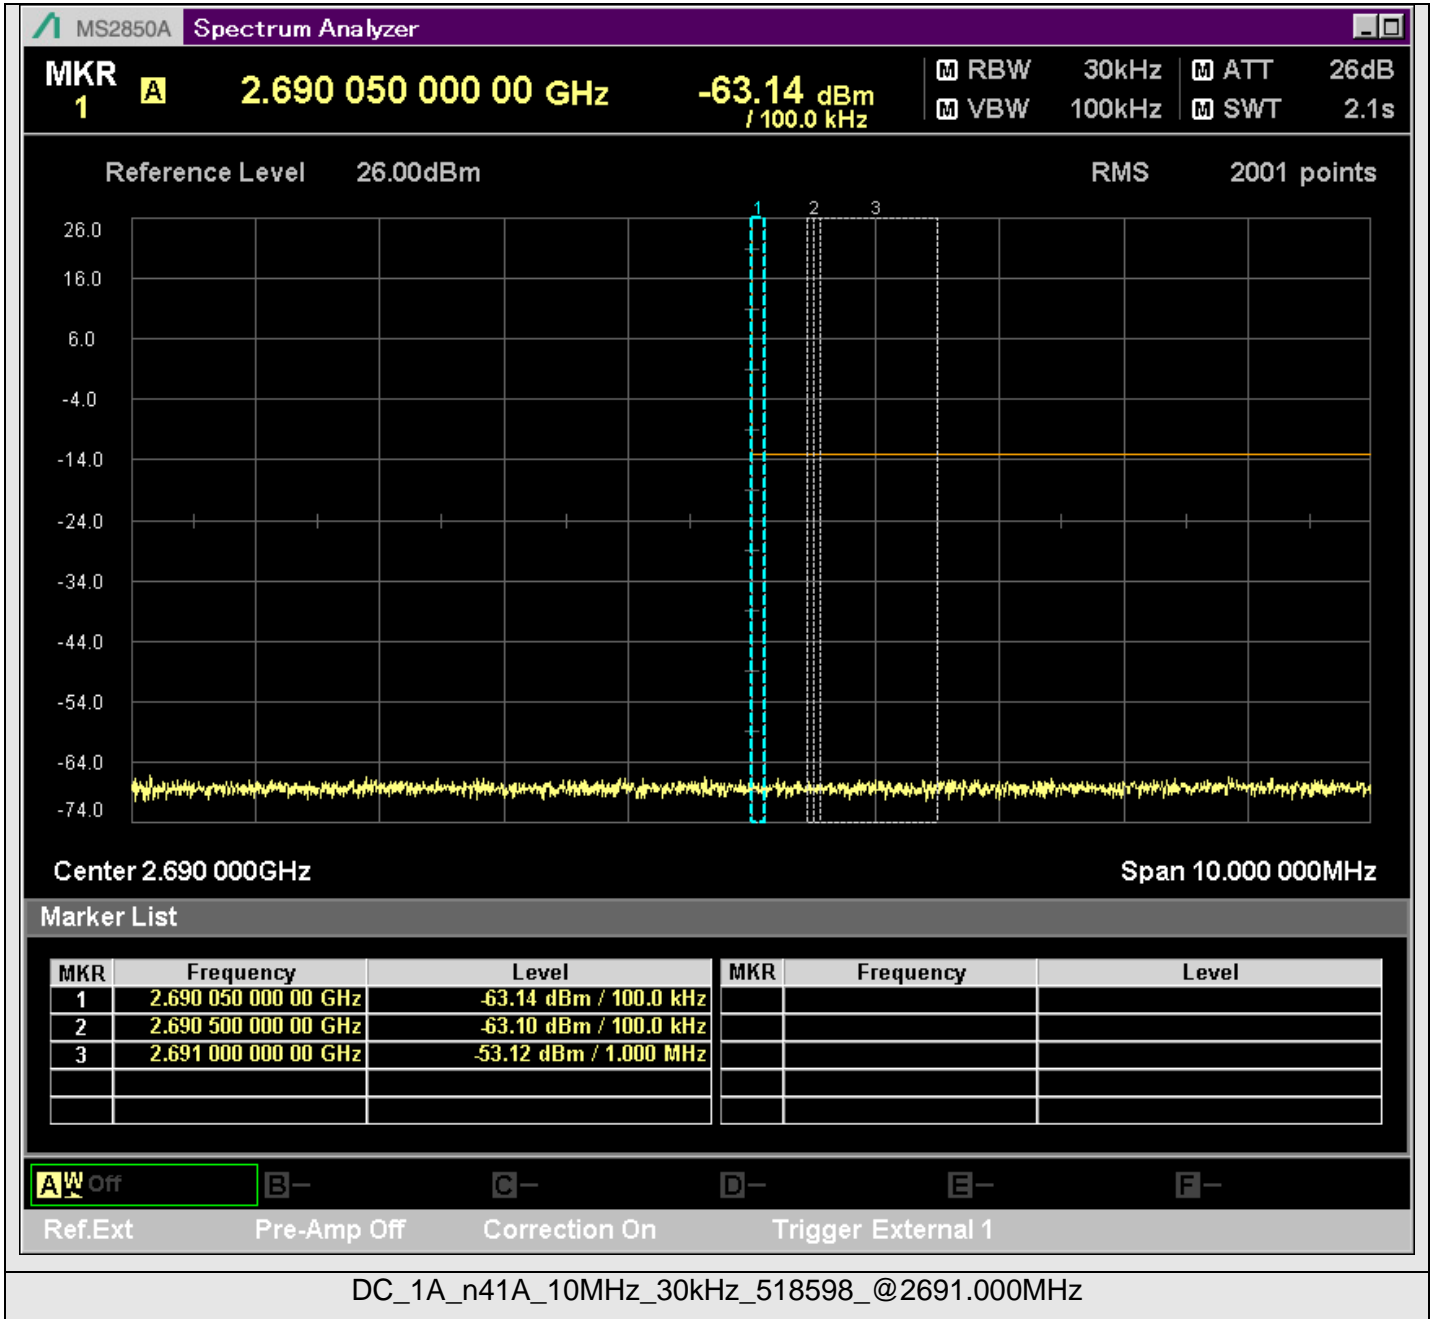 MS2850A Spectrum Analyzer
MKR 1 A 2.690 050 000 00 GHz -63.14 dBm / 100.0 kHz
M RBW 30kHz M ATT 26dB
M VBW 100kHz M SWT 2.1s
Reference Level 26.00dBm RMS 2001 points
1 2 3
26.0
16.0
6.0
-4.0
-14.0
-24.0
-34.0
-44.0
-54.0
-64.0
-74.0
Center 2.690 000GHz Span 10.000 000MHz
Marker List
MKR Frequency Level MKR Frequency Level
1 2.690 050 000 00 GHz -63.14 dBm / 100.0 kHz
2 2.690 500 000 00 GHz -63.10 dBm / 100.0 kHz
3 2.691 000 000 00 GHz -53.12 dBm / 1.000 MHz
A W Off B - C - D - E - F -
Ref.Ext Pre-Amp Off Correction On Trigger External 1
DC_1A_n41A_10MHz_30kHz_518598_@2691.000MHz